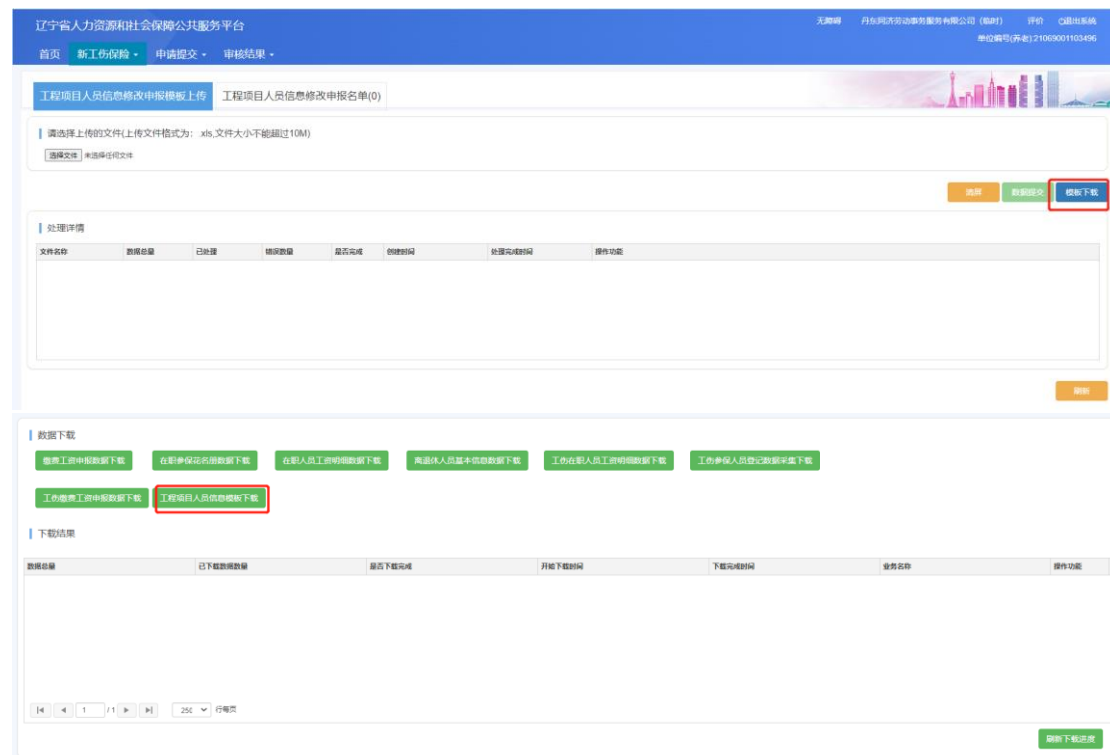 辽宁省人力资源和社会保障公共服务平台
无障碍 丹东同济劳动事务服务有限公司 (临时) 评价 退出系统
单位编号(养老):21069001103496
首页 新工伤保险 申请提交 审核结果
工程项目人员信息修改申报模板上传 工程项目人员信息修改申报名单(0)
请选择上传的文件(上传文件格式为: .xls,文件大小不能超过10M)
选择文件 未选择任何文件
清屏 数据提交 模板下载
处理详情
文件名称 数据总量 已处理 错误数量 是否完成 创建时间 处理完成时间 操作功能
刷新
数据下载
缴费工资申报数据下载 在职参保花名册数据下载 在职人员工资明细数据下载 离退休人员基本信息数据下载 工伤在职人员工资明细数据下载 工伤参保人员登记数据采集下载
工伤缴费工资申报数据下载 工程项目人员信息模板下载
下载结果
数据总量 已下载数据数量 是否下载完成 开始下载时间 下载完成时间 业务名称 操作功能
1 / 1 250 行每页
刷新下载进度